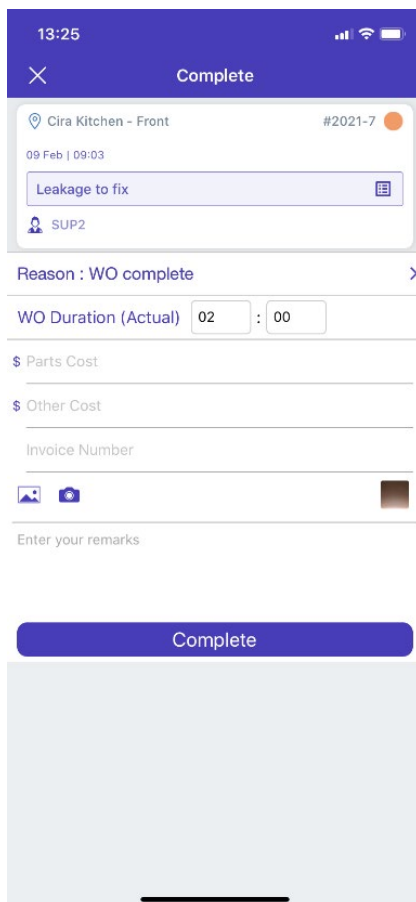 13:25
Complete
Cira Kitchen - Front #2021-7
09 Feb | 09:03
Leakage to fix
SUP2
Reason : WO complete
WO Duration (Actual) 02 : 00
$ Parts Cost
$ Other Cost
Invoice Number
Enter your remarks
Complete